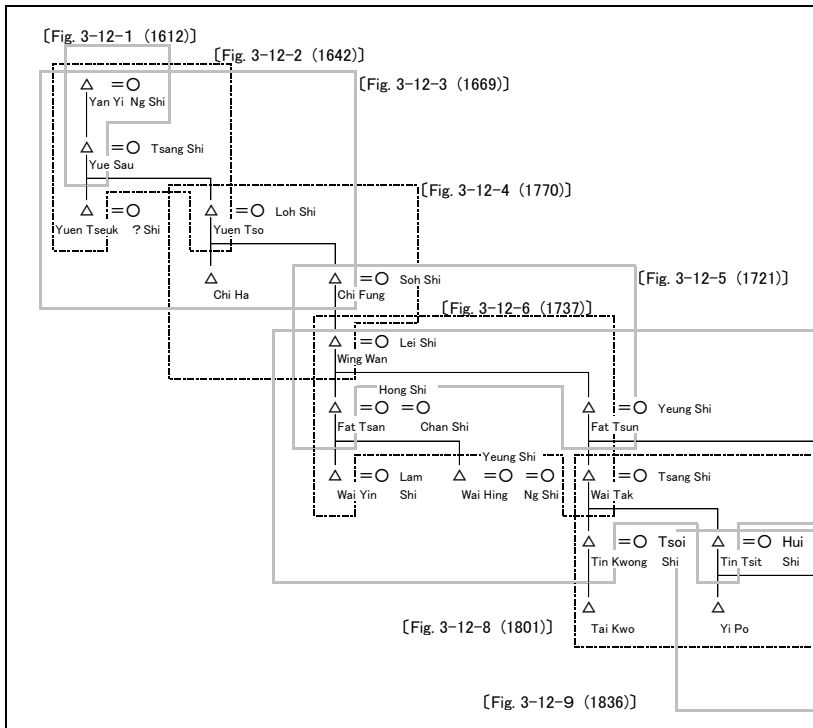 〔Fig. 3-12-1 (1612)〕
〔Fig. 3-12-2 (1642)〕
〔Fig. 3-12-3 (1669)〕
Yan Yi Ng Shi
Tsang Shi
Yue Sau
〔Fig. 3-12-4 (1770)〕
Loh Shi
Yuen Tseuk ? Shi
Yuen Tso
Soh Shi
〔Fig. 3-12-5 (1721)〕
Chi Ha
Chi Fung
〔Fig. 3-12-6 (1737)〕
Lei Shi
Wing Wan
Hong Shi
Yeung Shi
Fat Tsan
Chan Shi
Fat Tsun
Yeung Shi
Lam
Tsang Shi
Wai Yin
Shi
Wai Hing
Ng Shi
Wai Tak
Tsoi
Hui
Tin Kwong
Shi
Tin Tsit
Shi
〔Fig. 3-12-8 (1801)〕
Tai Kwo
Yi Po
〔Fig. 3-12-9 (1836)〕